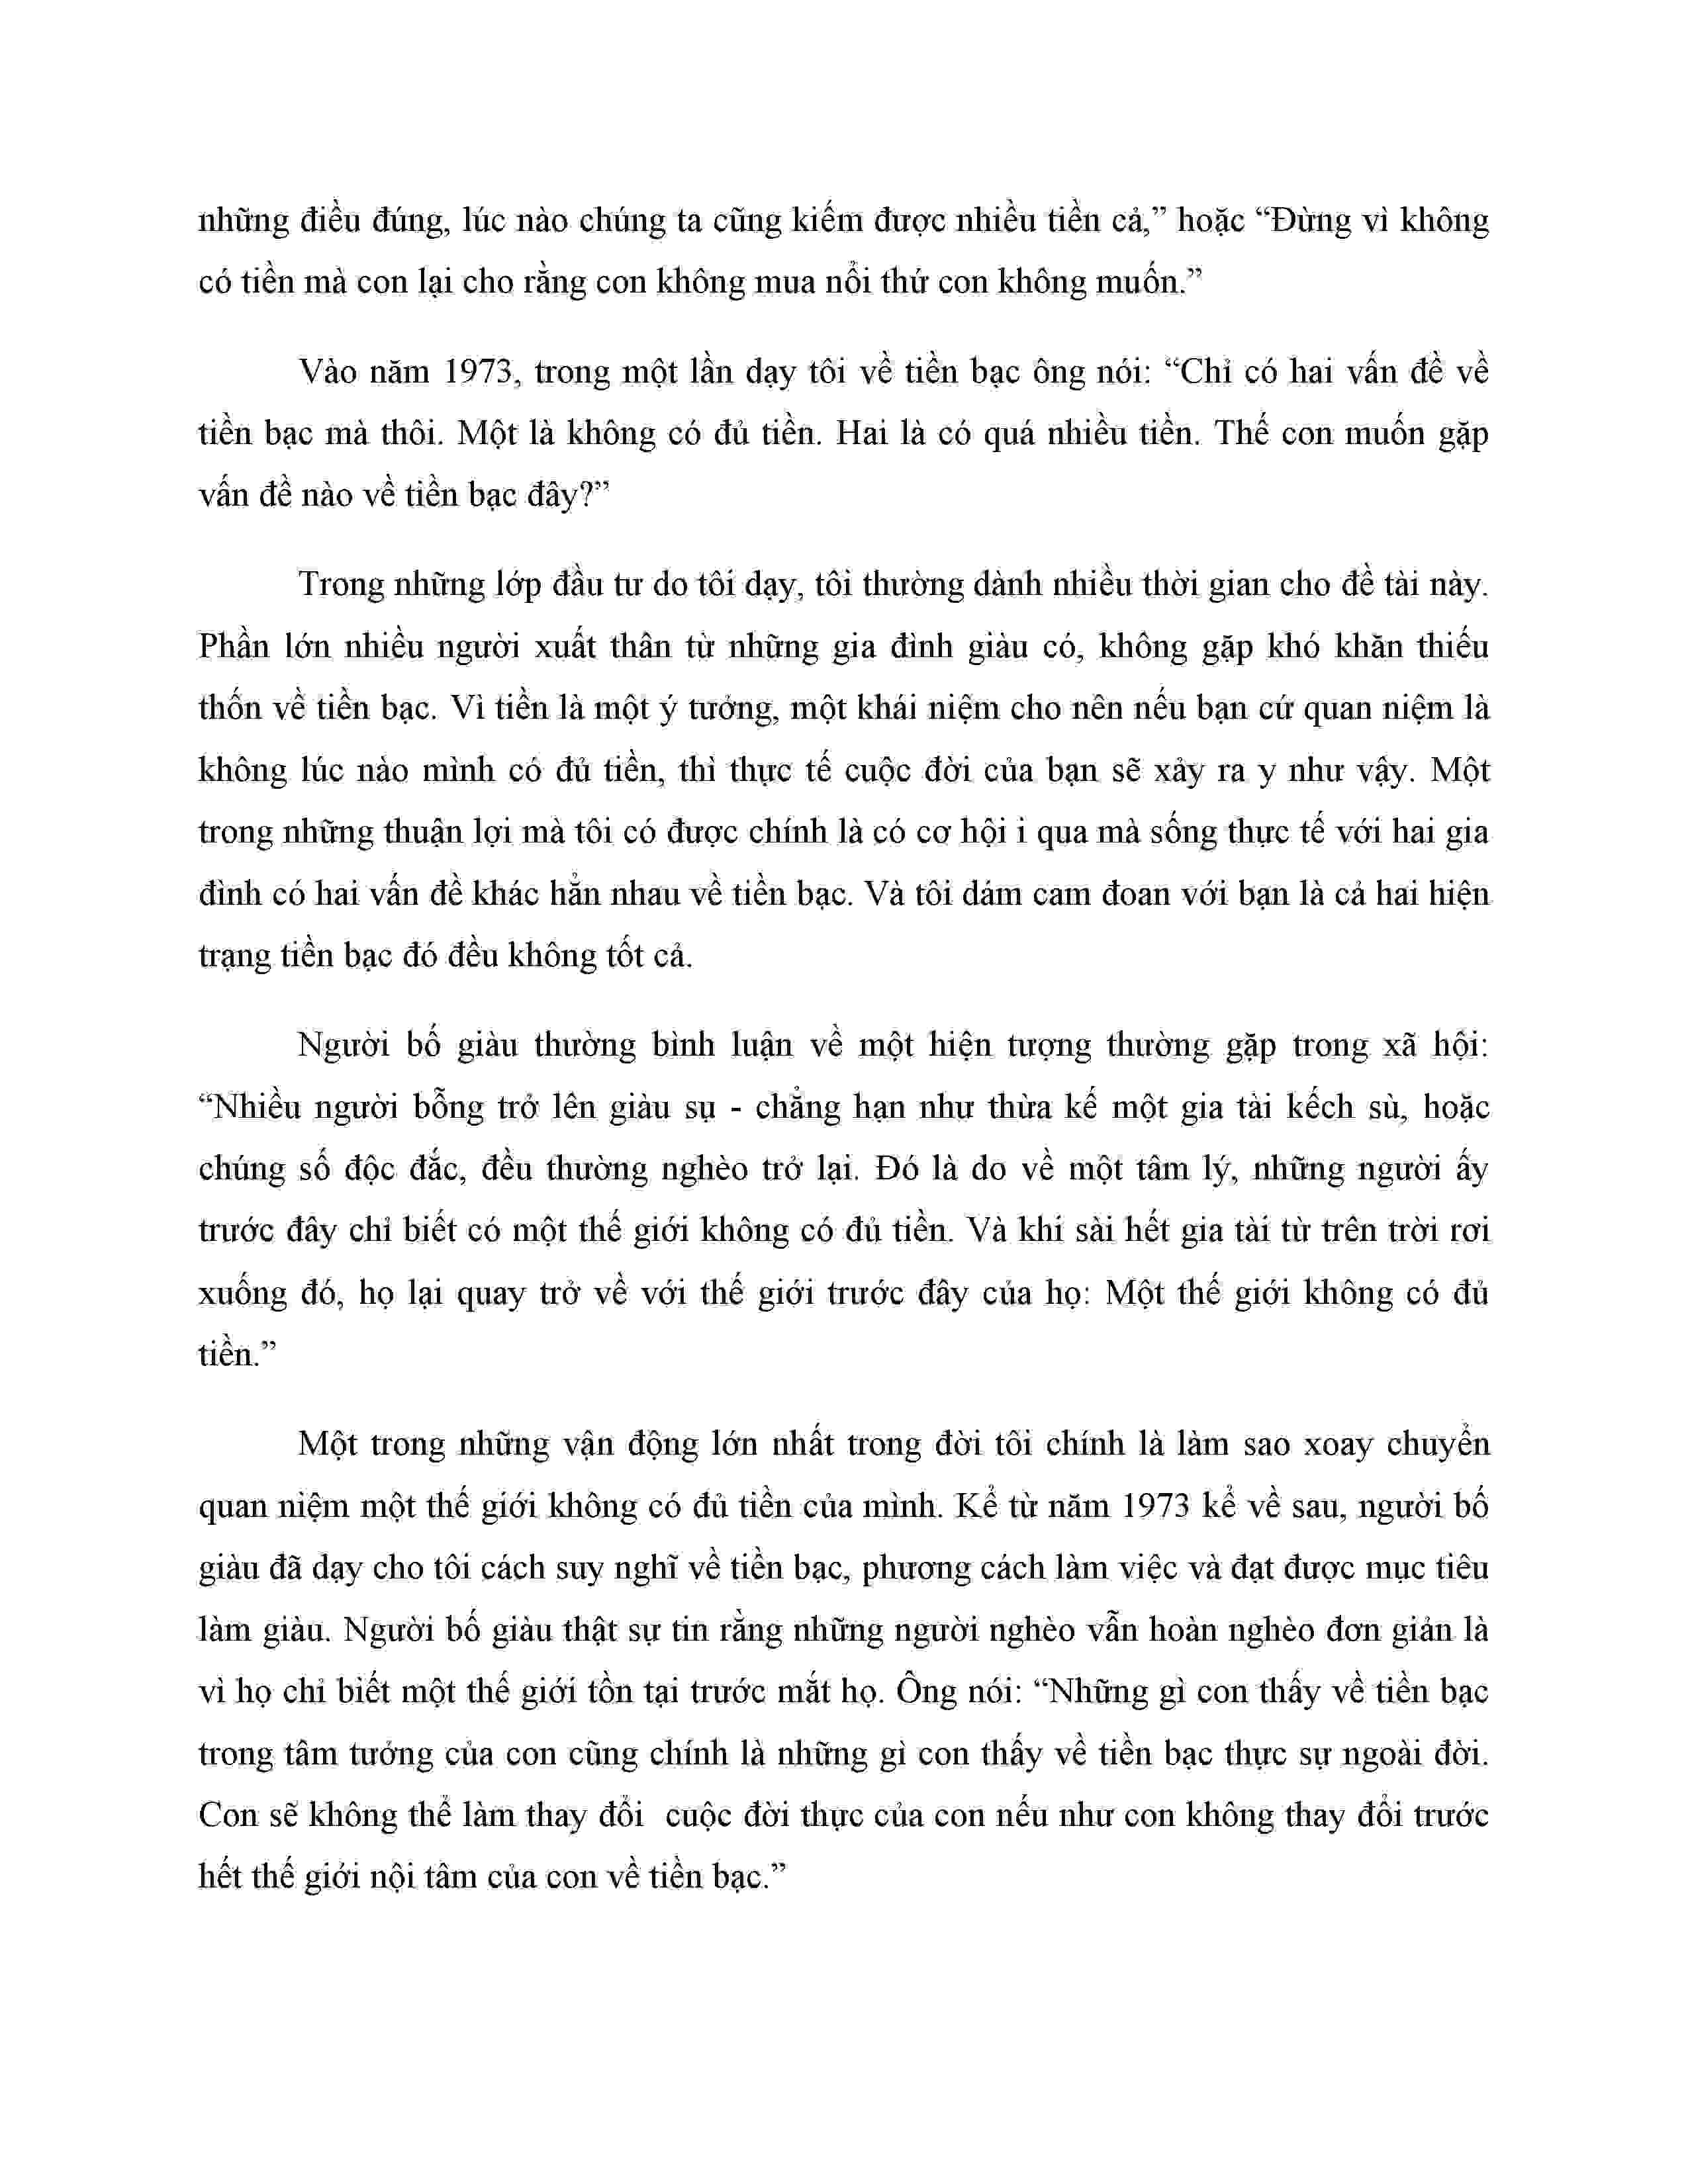 những điều đúng, lúc nào chúng ta cũng kiếm được nhiều tiền cả,” hoặc “Đừng vì không
có tiền mà con lại cho rằng con không mua nổi thứ con không muốn.”
Vào năm 1973, trong một lần dạy tôi về tiền bạc ông nói: “Chỉ có hai vấn đề về
tiền bạc mà thôi. Một là không có đủ tiền. Hai là có quá nhiều tiền. Thế con muốn gặp
vấn đề nào về tiền bạc đây?”
Trong những lớp đầu tư do tôi dạy, tôi thường dành nhiều thời gian cho đề tài này.
Phần lớn nhiều người xuất thân từ những gia đình giàu có, không gặp khó khăn thiếu
thốn về tiền bạc. Vì tiền là một ý tưởng, một khái niệm cho nên nếu bạn cứ quan niệm là
không lúc nào mình có đủ tiền, thì thực tế cuộc đời của bạn sẽ xảy ra y như vậy. Một
trong những thuận lợi mà tôi có được chính là có cơ hội i qua mà sống thực tế với hai gia
đình có hai vấn đề khác hẳn nhau về tiền bạc. Và tôi dám cam đoan với bạn là cả hai hiện
trạng tiền bạc đó đều không tốt cả.
Người bố giàu thường bình luận về một hiện tượng thường gặp trong xã hội:
“Nhiều người bỗng trở lên giàu sụ - chẳng hạn như thừa kế một gia tài kếch sù, hoặc
chúng số độc đắc, đều thường nghèo trở lại. Đó là do về một tâm lý, những người ấy
trước đây chỉ biết có một thế giới không có đủ tiền. Và khi sài hết gia tài từ trên trời rơi
xuống đó, họ lại quay trở về với thế giới trước đây của họ: Một thế giới không có đủ
tiền.”
Một trong những vận động lớn nhất trong đời tôi chính là làm sao xoay chuyển
quan niệm một thế giới không có đủ tiền của mình. Kể từ năm 1973 kể về sau, người bố
giàu đã dạy cho tôi cách suy nghĩ về tiền bạc, phương cách làm việc và đạt được mục tiêu
làm giàu. Người bố giàu thật sự tin rằng những người nghèo vẫn hoàn nghèo đơn giản là
vì họ chỉ biết một thế giới tồn tại trước mắt họ. Ông nói: “Những gì con thấy về tiền bạc
trong tâm tưởng của con cũng chính là những gì con thấy về tiền bạc thực sự ngoài đời.
Con sẽ không thể làm thay đổi  cuộc đời thực của con nếu như con không thay đổi trước
hết thế giới nội tâm của con về tiền bạc.”